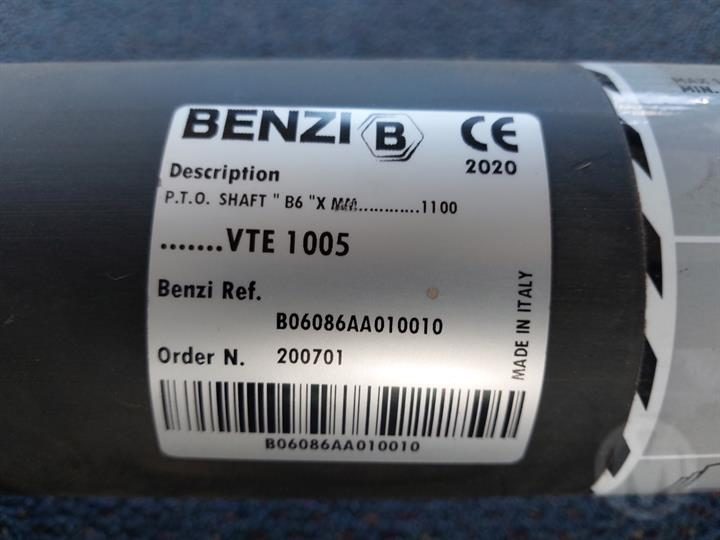 BENZI B CE
2020
Description
P.T.O. SHAFT " B6 "X MM............1100
.......VTE 1005
Benzi Ref.
B06086AA010010
Order N. 200701
B06086AA010010
MADE IN ITALY
MIN.